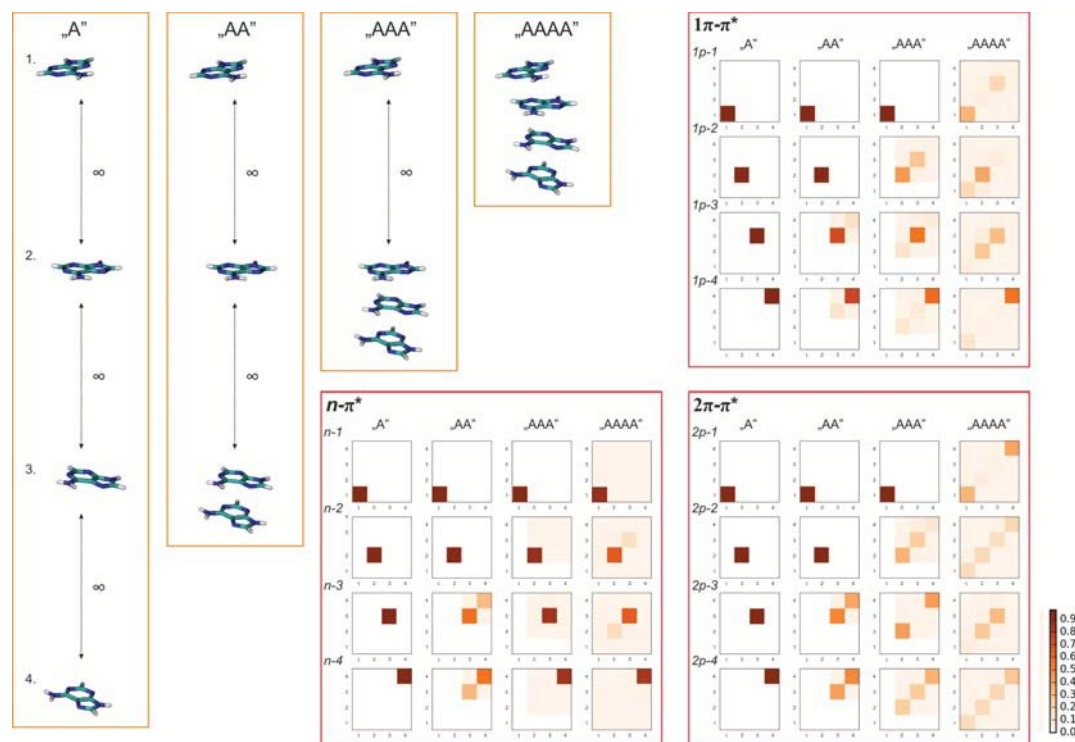 „A”
„AA”
„AAA”
„AAAA”
1.
∞
∞
∞
2.
∞
∞
3.
∞
4.
1π-π*
„A” „AA” „AAA” „AAAA”
1p-1
1p-2
1p-3
1p-4
n-π*
„A” „AA” „AAA” „AAAA”
n-1
n-2
n-3
n-4
2π-π*
„A” „AA” „AAA” „AAAA”
2p-1
2p-2
2p-3
2p-4
0.9
0.8
0.7
0.6
0.5
0.4
0.3
0.2
0.1
0.0